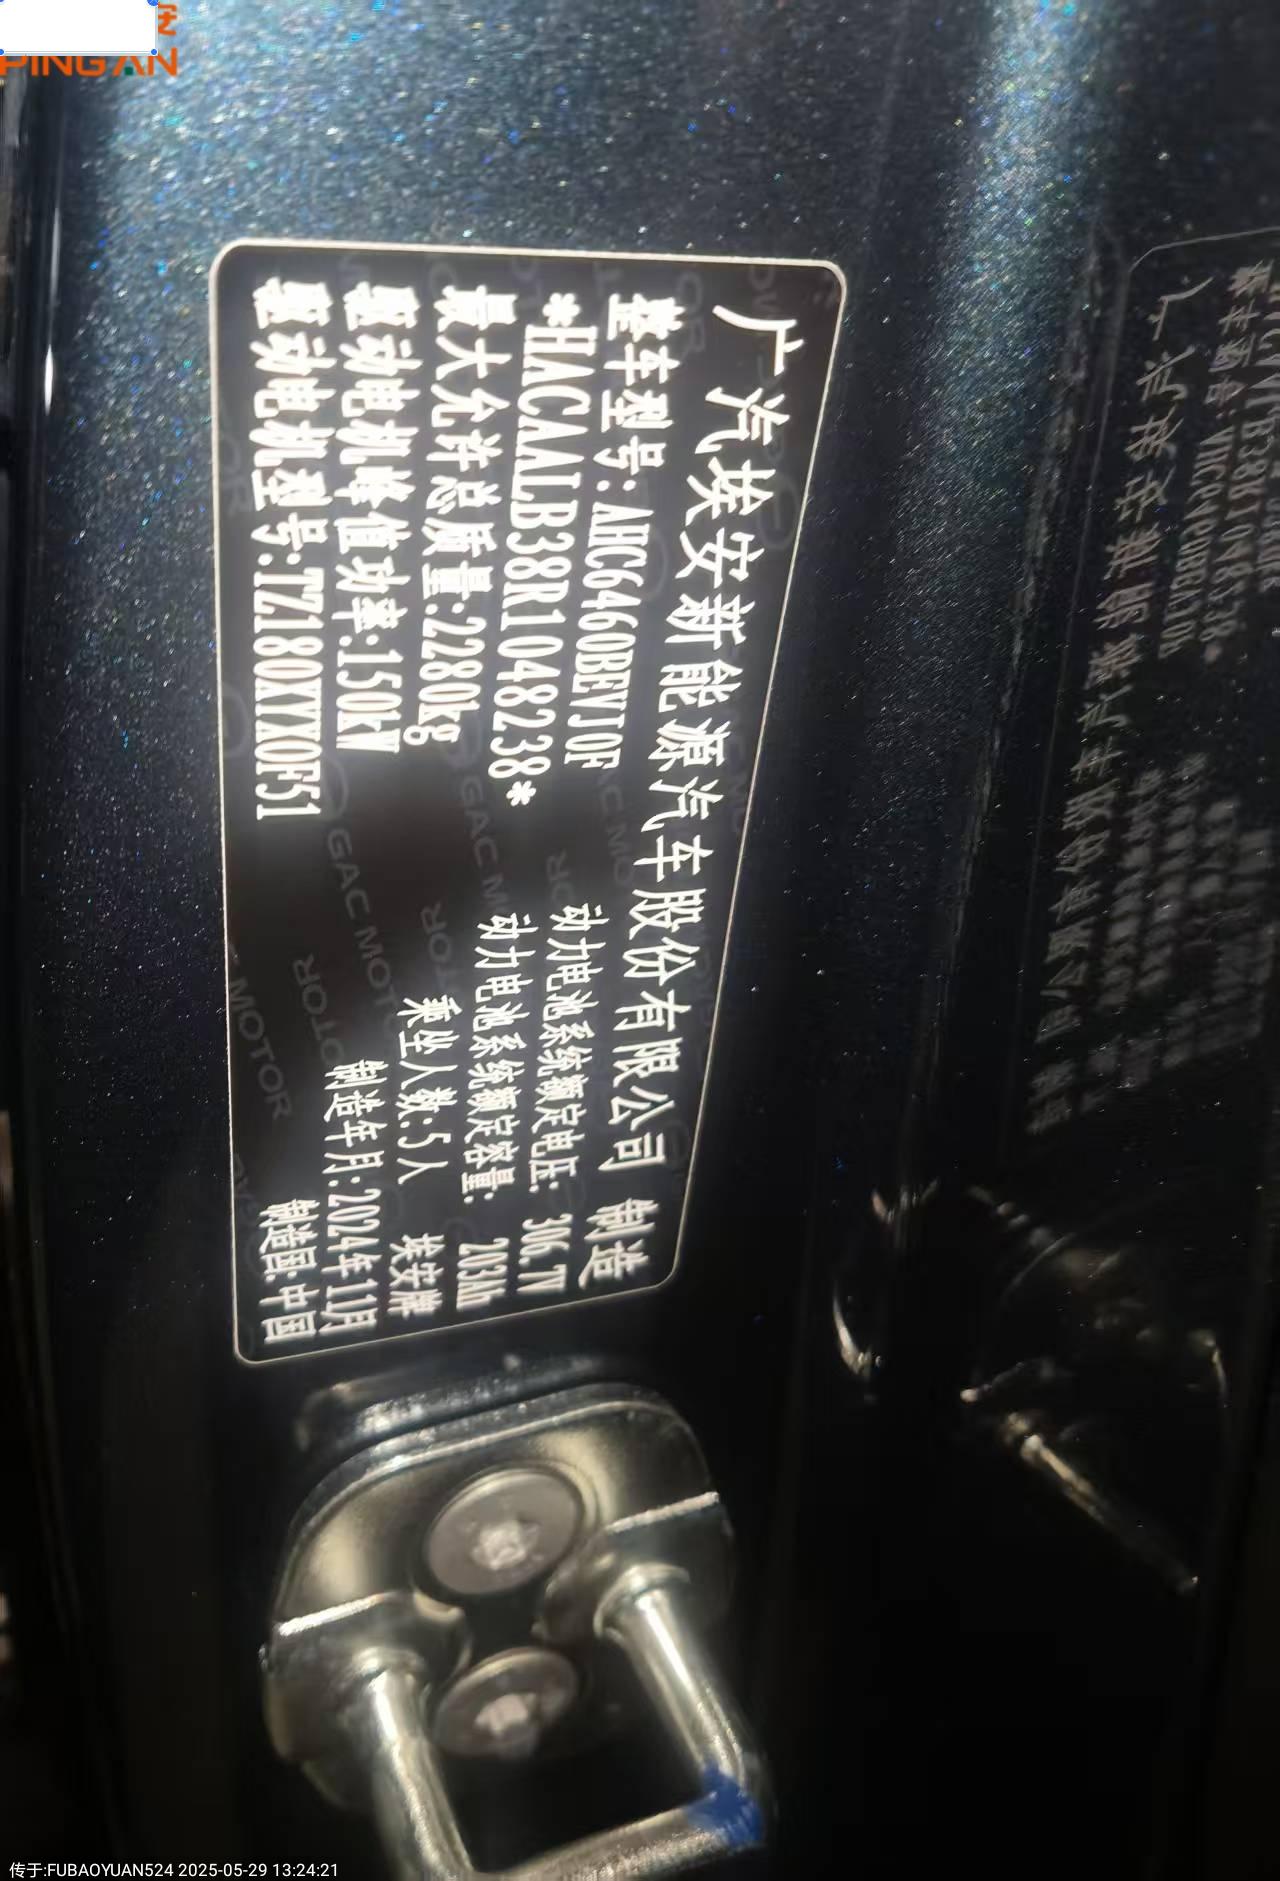 PINGAN
广汽埃安新能源汽车股份有限公司 制造
整车型号:AHC6460BEVJ0F 动力电池系统额定电压: 306.7V
*HACAALB38R1048238* 动力电池系统额定容量: 203Ah
最大允许总质量:2280kg 乘坐人数:5人 埃安牌
驱动电机峰值功率:150kW 制造年月:2024年11月
驱动电机型号:TZ180XYX0F51 制造国:中国
传于:FUBAOYUAN524 2025-05-29 13:24:21